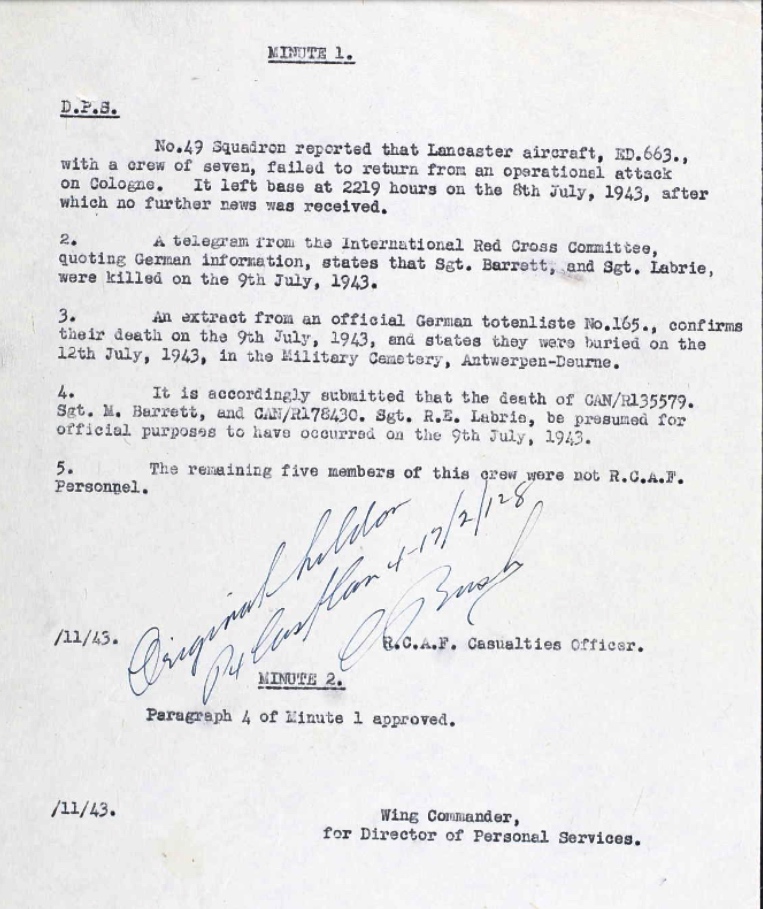 MINUTE 1.
D.P.S.
No.49 Squadron reported that Lancaster aircraft, ED.663.,
with a crew of seven, failed to return from an operational attack
on Cologne. It left base at 2219 hours on the 8th July, 1943, after
which no further news was received.
2. A telegram from the International Red Cross Committee,
quoting German information, states that Sgt. Barrett, and Sgt. Labrie,
were killed on the 9th July, 1943.
3. An extract from an official German totenliste No.165., confirms
their death on the 9th July, 1943, and states they were buried on the
12th July, 1943, in the Military Cemetery, Antwerpen-Deurne.
4. It is accordingly submitted that the death of CAN/R135579.
Sgt. M. Barrett, and CAN/R178430. Sgt. R.E. Labrie, be presumed for
official purposes to have occurred on the 9th July, 1943.
5. The remaining five members of this crew were not R.C.A.F.
Personnel.
Original
/11/43.
R.C.A.F. Casualties Officer.
MINUTE 2.
Paragraph 4 of Minute 1 approved.
/11/43.
Wing Commander,
for Director of Personal Services.